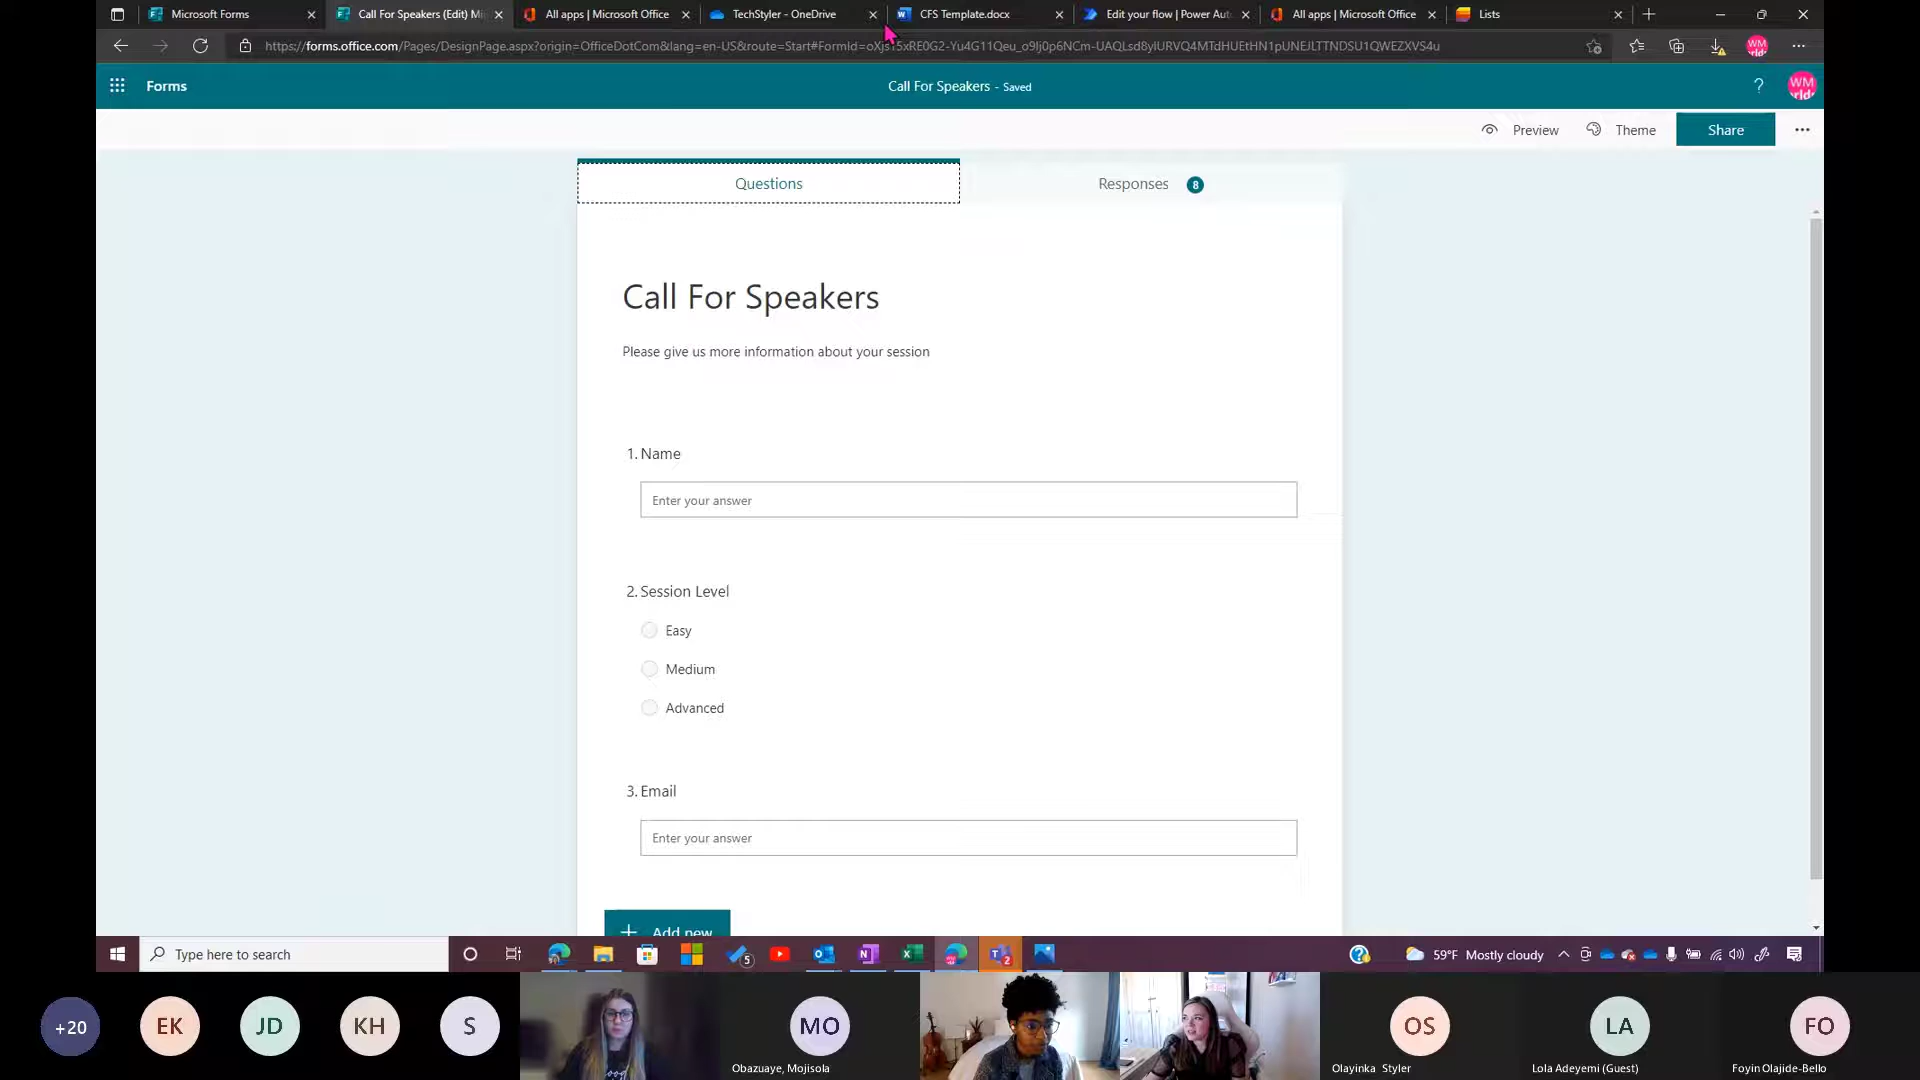 Microsoft Forms
Call For Speakers (Edit) Mi
All apps | Microsoft Office
TechStyler - OneDrive
CFS Template.docx
Edit your flow | Power Aut
All apps | Microsoft Office
Lists
Forms
Call For Speakers - Saved
?
WM
Preview
Theme
Share
Questions
Responses 8
Call For Speakers
Please give us more information about your session
1. Name
Enter your answer
2. Session Level
Easy
Medium
Advanced
3. Email
Enter your answer
+ Add new
Type here to search
5
2
59°F Mostly cloudy
+20
EK
JD
KH
S
MO
Obazuaye, Mojisola
OS
Olayinka Styler
LA
Lola Adeyemi (Guest)
FO
Foyin Olajide-Bello